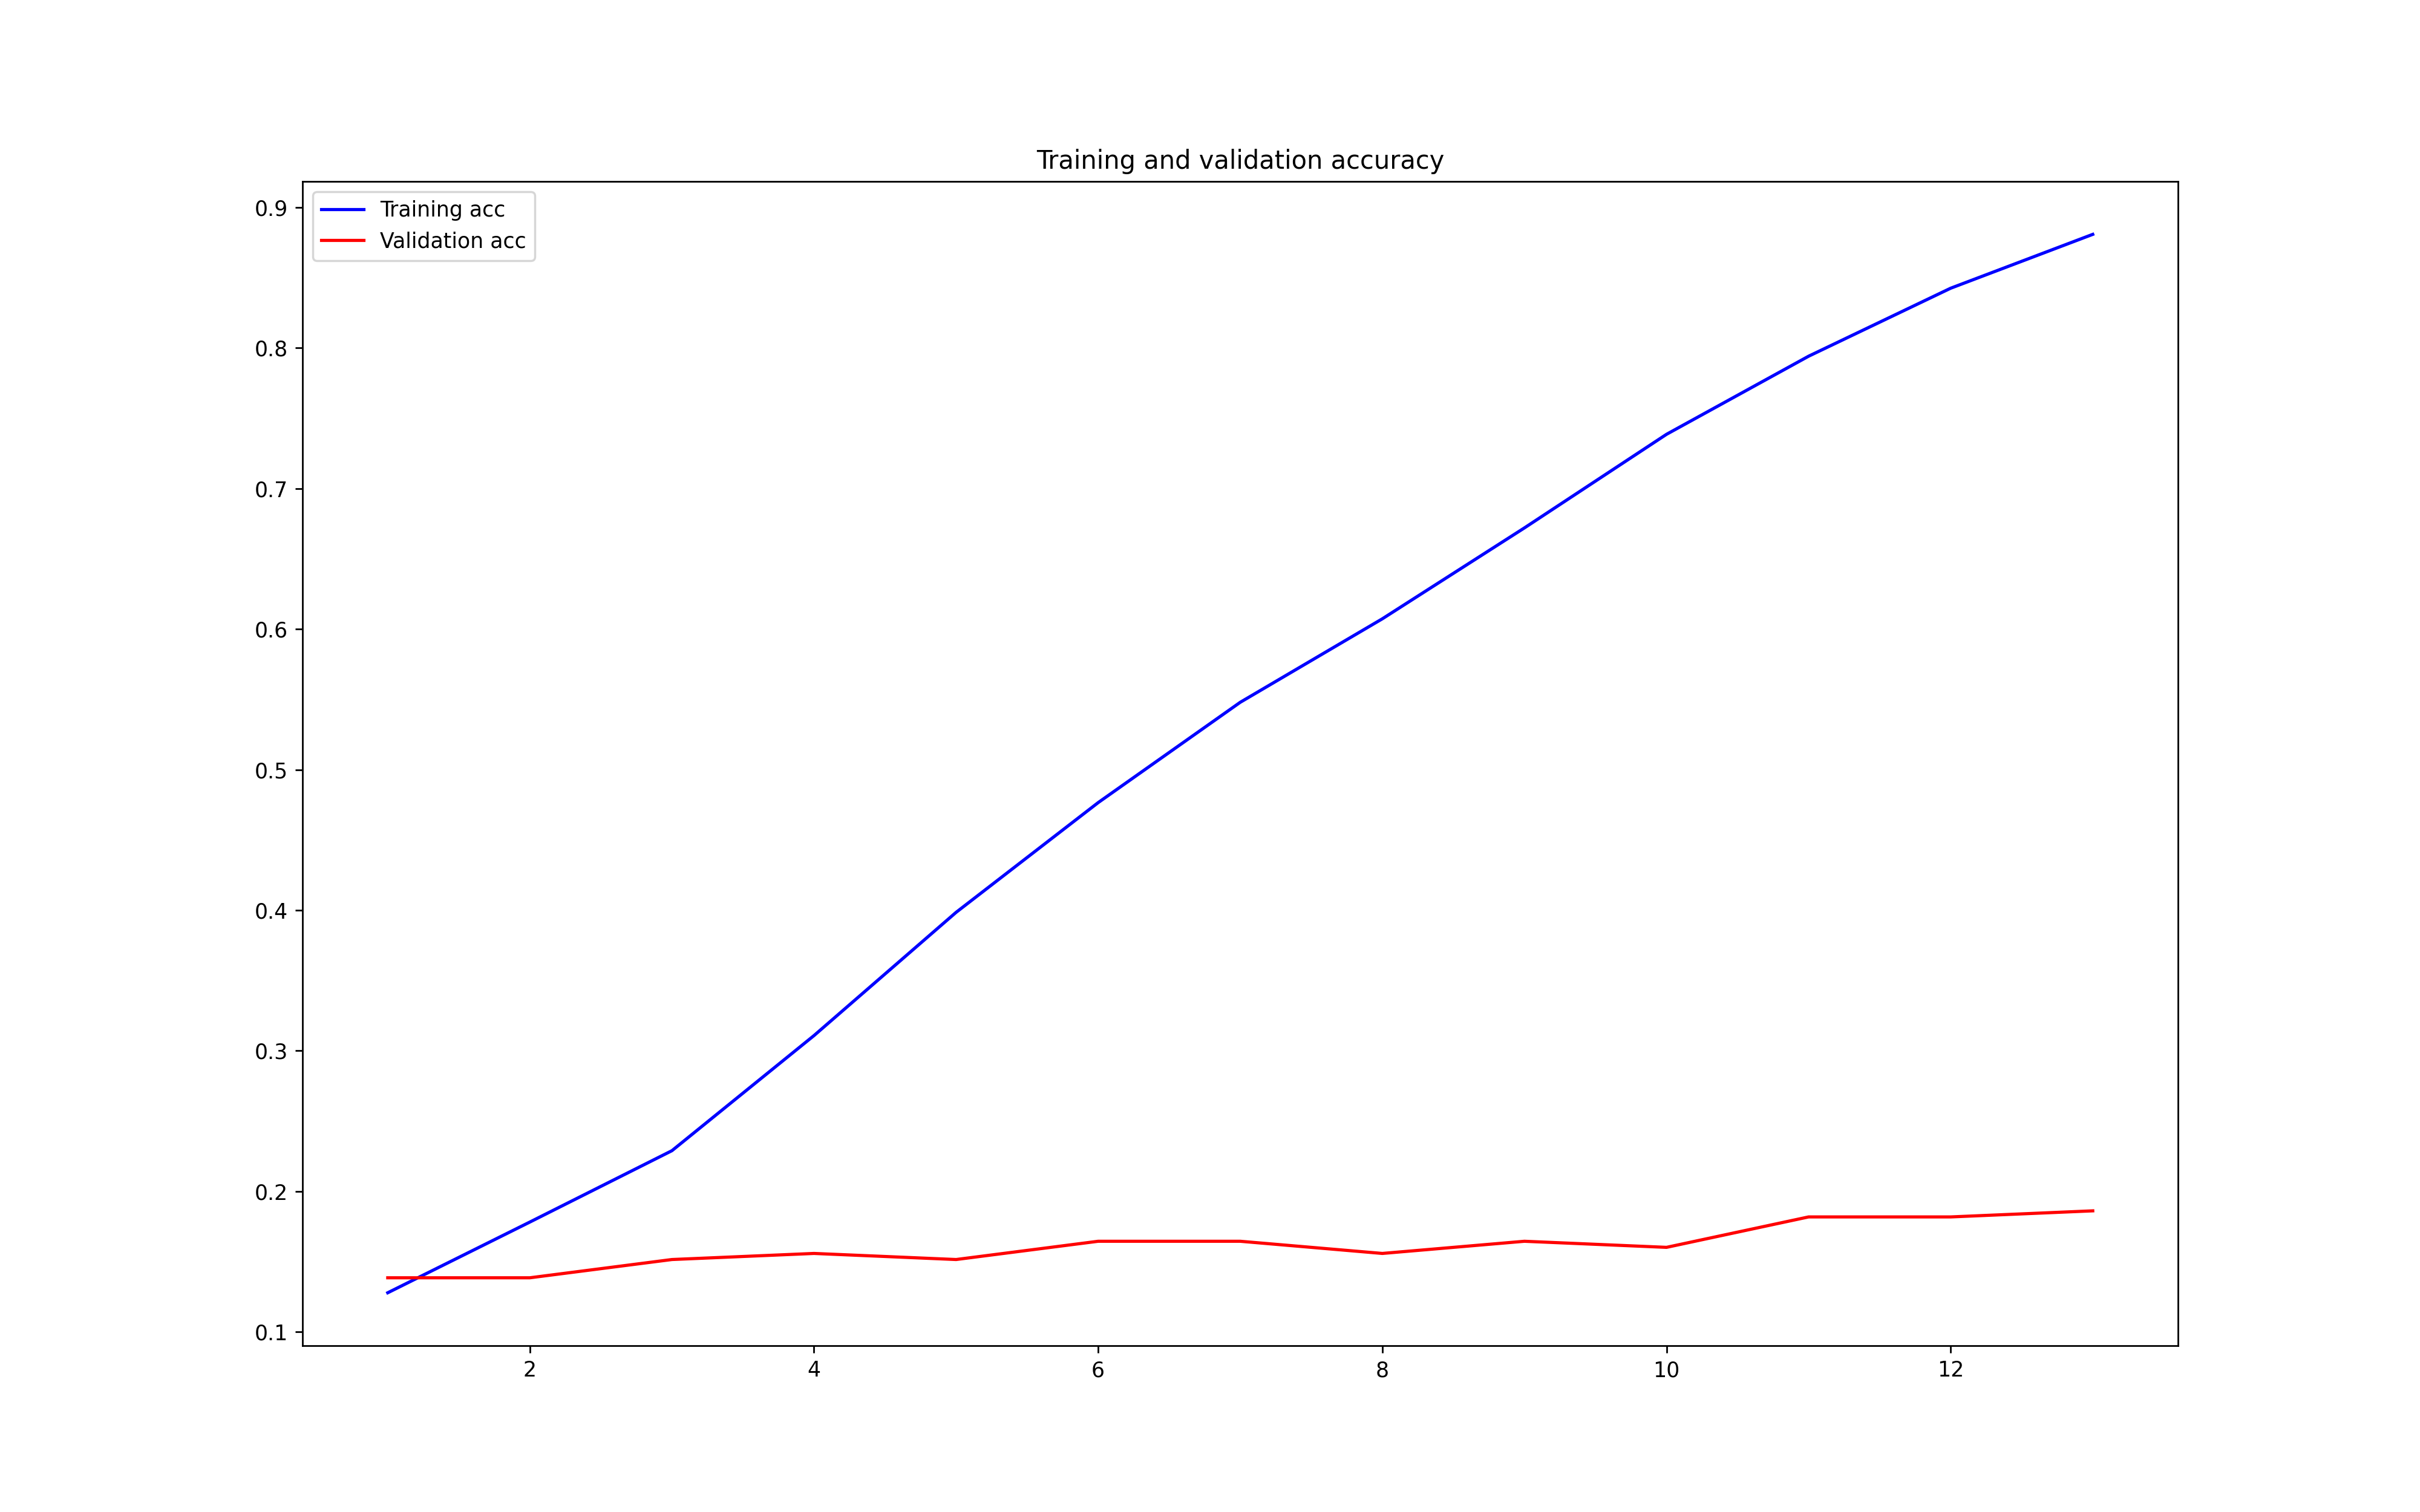 Training and validation accuracy
Training acc
Validation acc
0.9
0.8
0.7
0.6
0.5
0.4
0.3
0.2
0.1
2 4 6 8 10 12